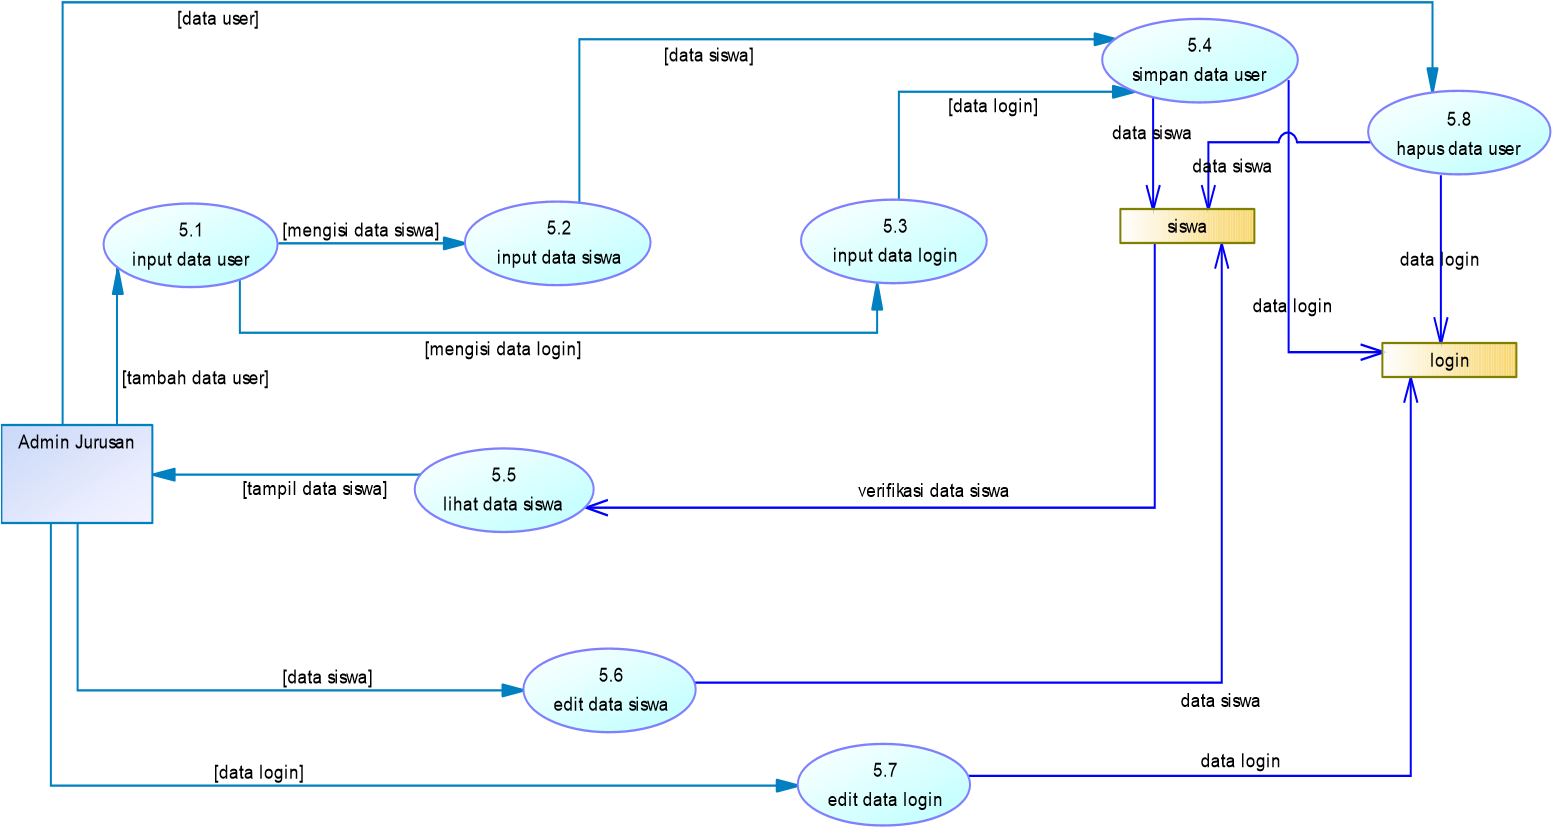 [data user]
[data siswa]
5.4
simpan data user
[data login]
5.8
hapus data user
data siswa
data siswa
5.1
input data user
[mengisi data siswa]
5.2
input data siswa
5.3
input data login
siswa
data login
data login
[mengisi data login]
login
[tambah data user]
Admin Jurusan
5.5
lihat data siswa
[tampil data siswa]
verifikasi data siswa
[data siswa]
5.6
edit data siswa
data siswa
[data login]
5.7
edit data login
data login